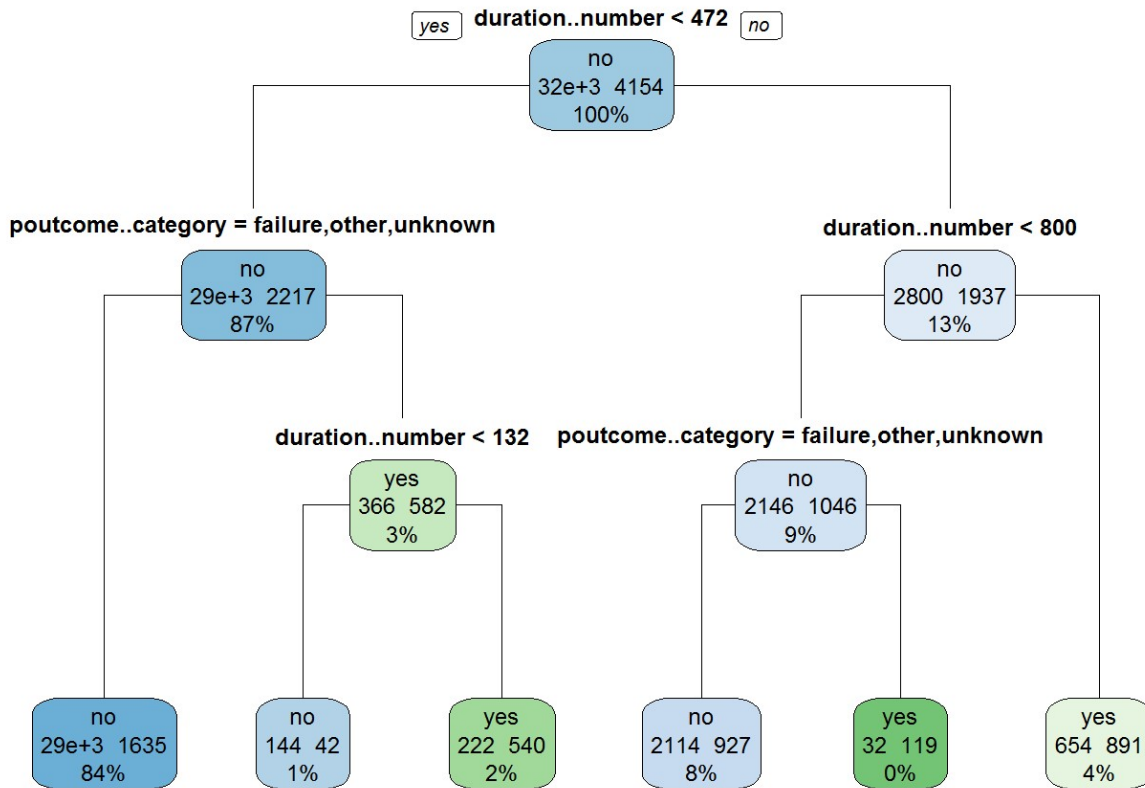 duration..number < 472
yes
no
no
32e+3 4154
100%
poutcome..category = failure,other,unknown
duration..number < 800
no
29e+3 2217
87%
no
2800 1937
13%
duration..number < 132
poutcome..category = failure,other,unknown
yes
366 582
3%
no
2146 1046
9%
no
29e+3 1635
84%
no
144 42
1%
yes
222 540
2%
no
2114 927
8%
yes
32 119
0%
yes
654 891
4%